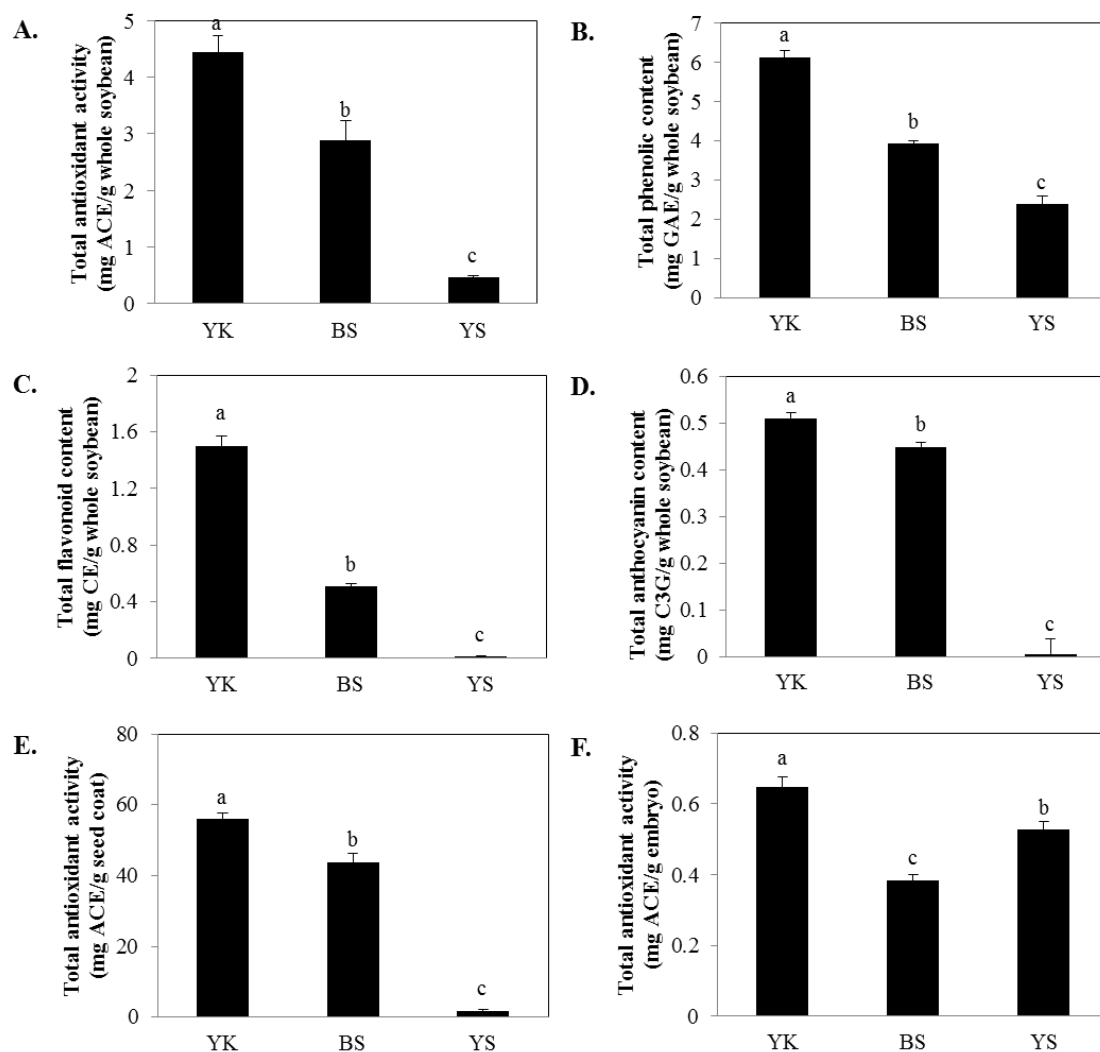 A.
Total antioxidant activity
(mg ACE/g whole soybean)
5
4
3
2
1
0
a
b
c
YK BS YS
B.
Total phenolic content
(mg GAE/g whole soybean)
7
6
5
4
3
2
1
0
a
b
c
YK BS YS
C.
Total flavonoid content
(mg CE/g whole soybean)
2
1.6
1.2
0.8
0.4
0
a
b
c
YK BS YS
D.
Total anthocyanin content
(mg C3G/g whole soybean)
0.6
0.5
0.4
0.3
0.2
0.1
0
a
b
c
YK BS YS
E.
Total antioxidant activity
(mg ACE/g seed coat)
80
60
40
20
0
a
b
c
YK BS YS
F.
Total antioxidant activity
(mg ACE/g embryo)
0.8
0.6
0.4
0.2
0
a
c
b
YK BS YS